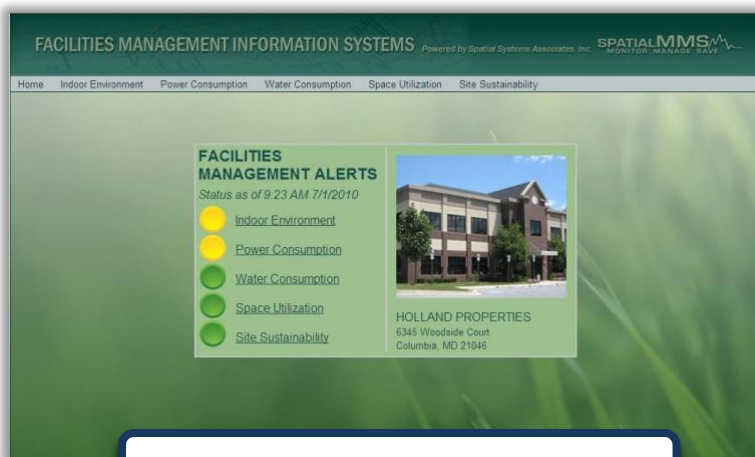 FACILITIES MANAGEMENT INFORMATION SYSTEMS Powered by Spatial Systems Associates, Inc. SPATIALMMS
MONITOR MANAGE SAVE
Home Indoor Environment Power Consumption Water Consumption Space Utilization Site Sustainability
FACILITIES
MANAGEMENT ALERTS
Status as of 9:23 AM 7/1/2010
Indoor Environment
Power Consumption
Water Consumption
Space Utilization
Site Sustainability
HOLLAND PROPERTIES
6345 Woodside Court
Columbia, MD 21046